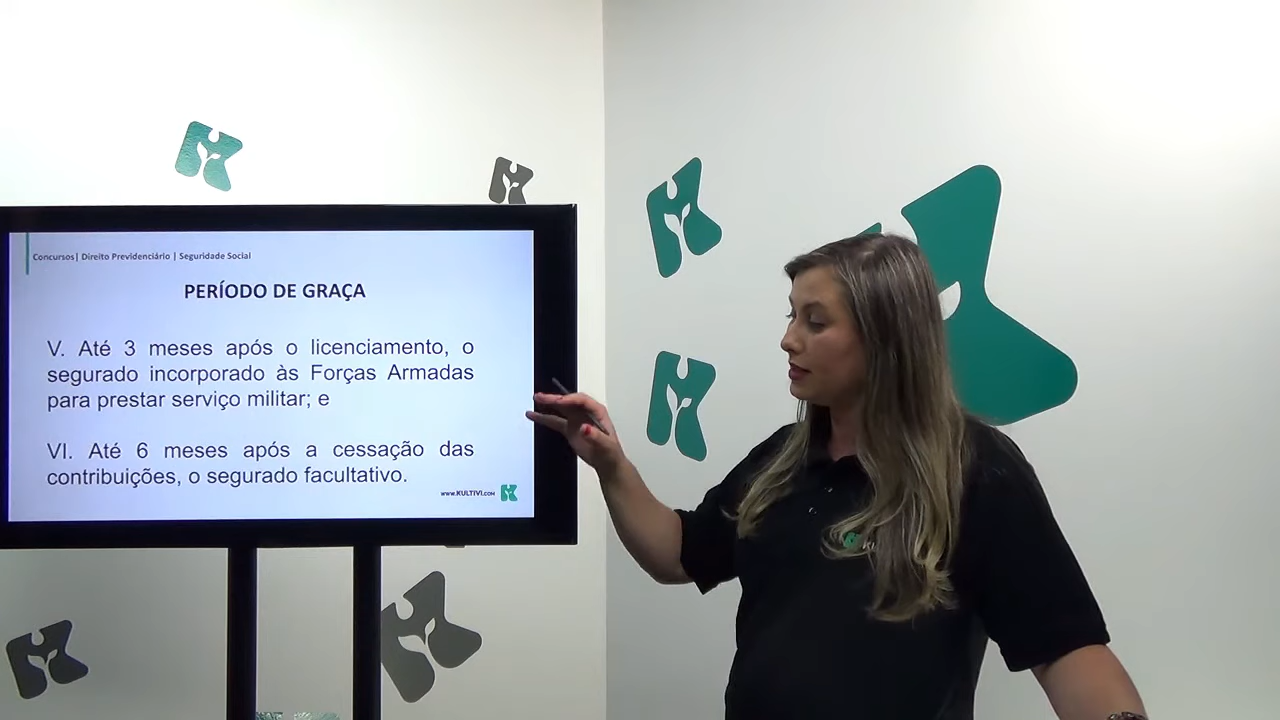 Concursos| Direito Previdenciário | Seguridade Social
PERÍODO DE GRAÇA
V. Até 3 meses após o licenciamento, o
segurado incorporado às Forças Armadas
para prestar serviço militar; e
VI. Até 6 meses após a cessação das
contribuições, o segurado facultativo.
www.KULTIVI.com